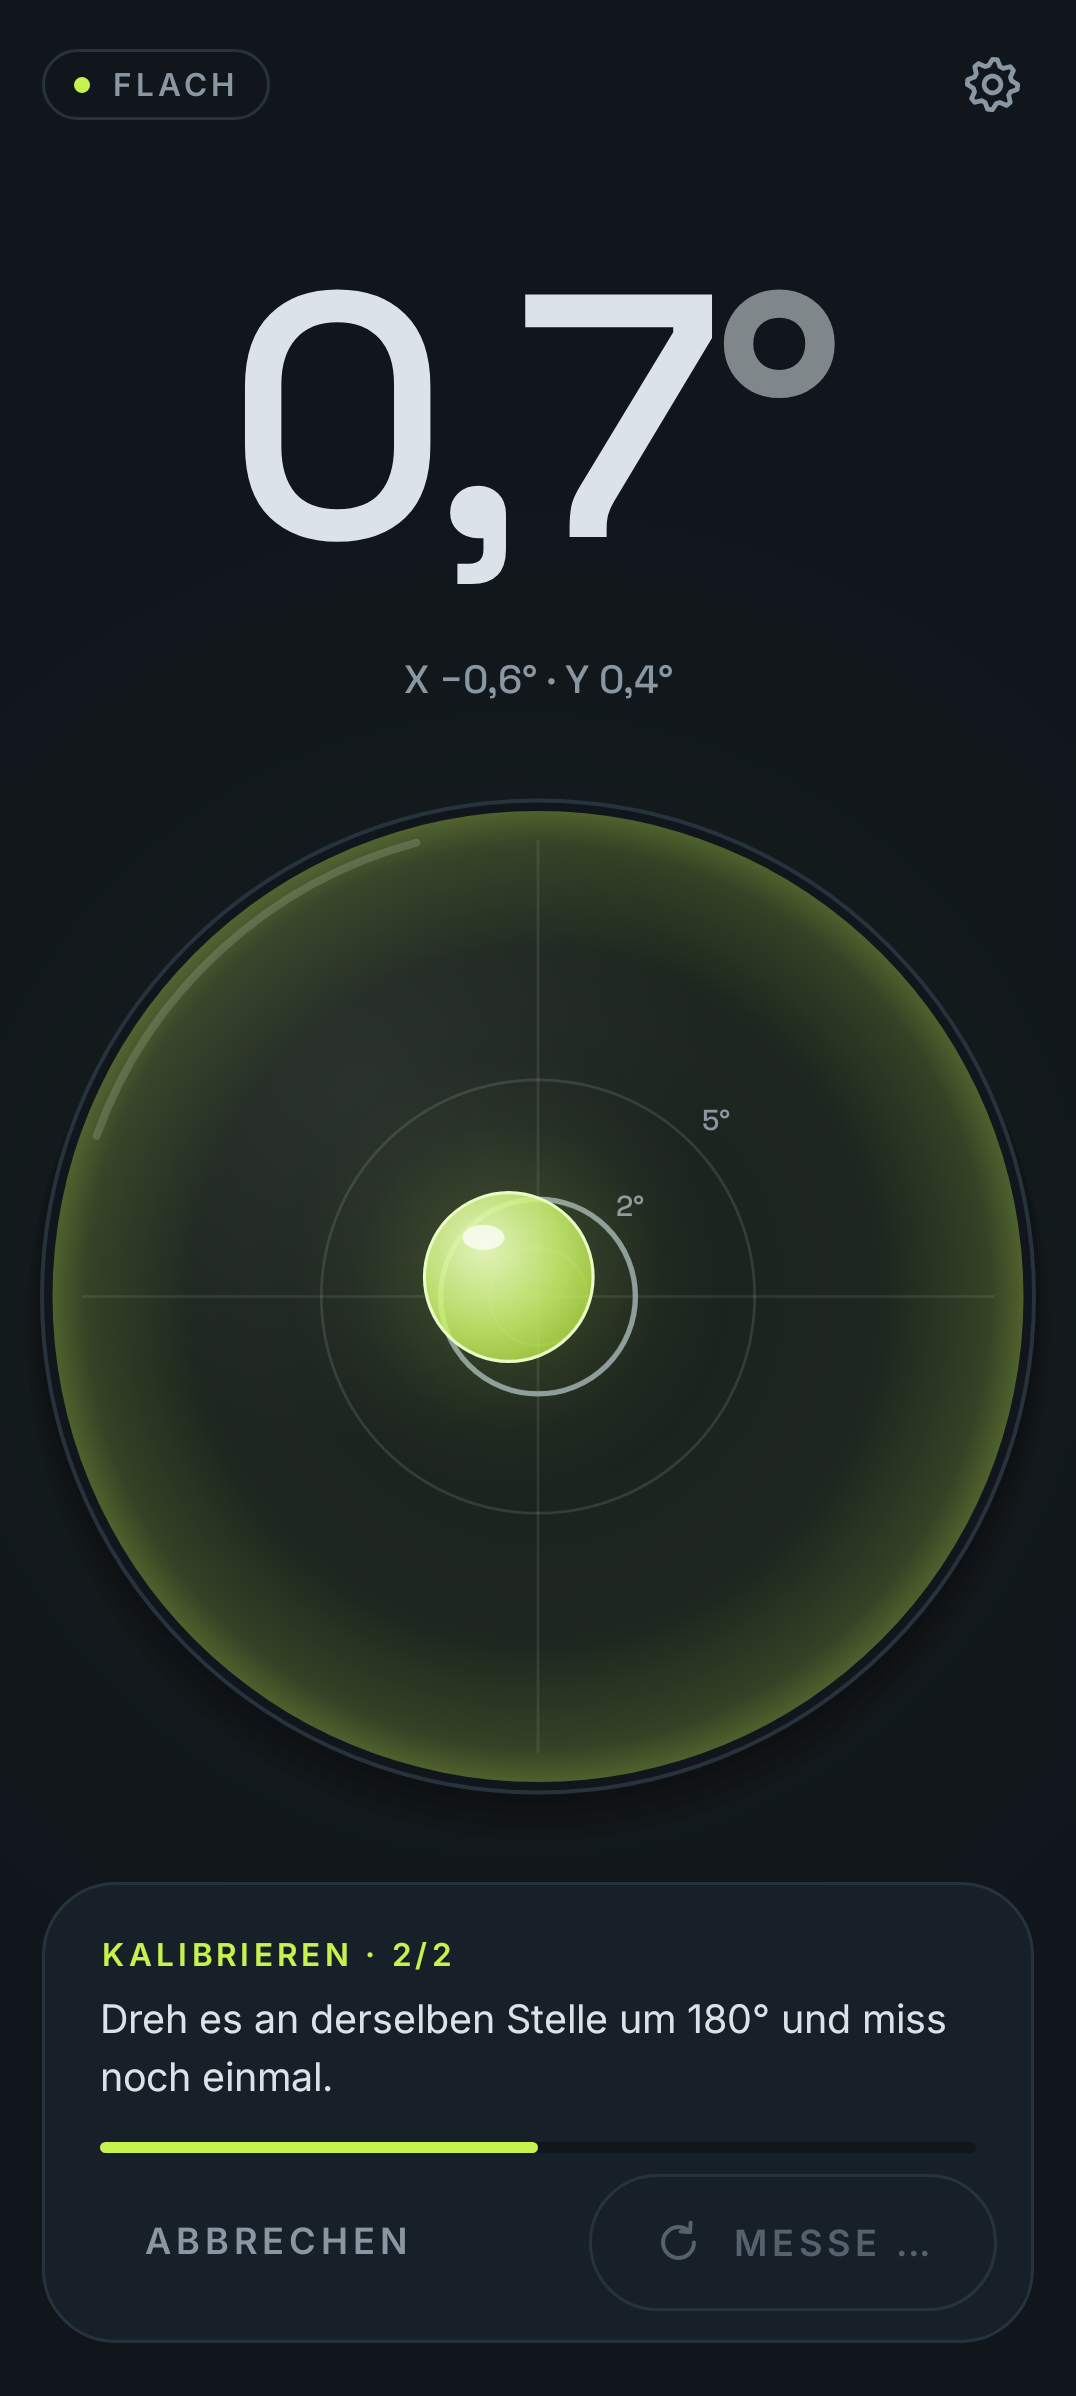 FLACH
0,7°
X −0,6° · Y 0,4°
5°
2°
KALIBRIEREN · 2/2
Dreh es an derselben Stelle um 180° und miss
noch einmal.
ABBRECHEN
MESSE …